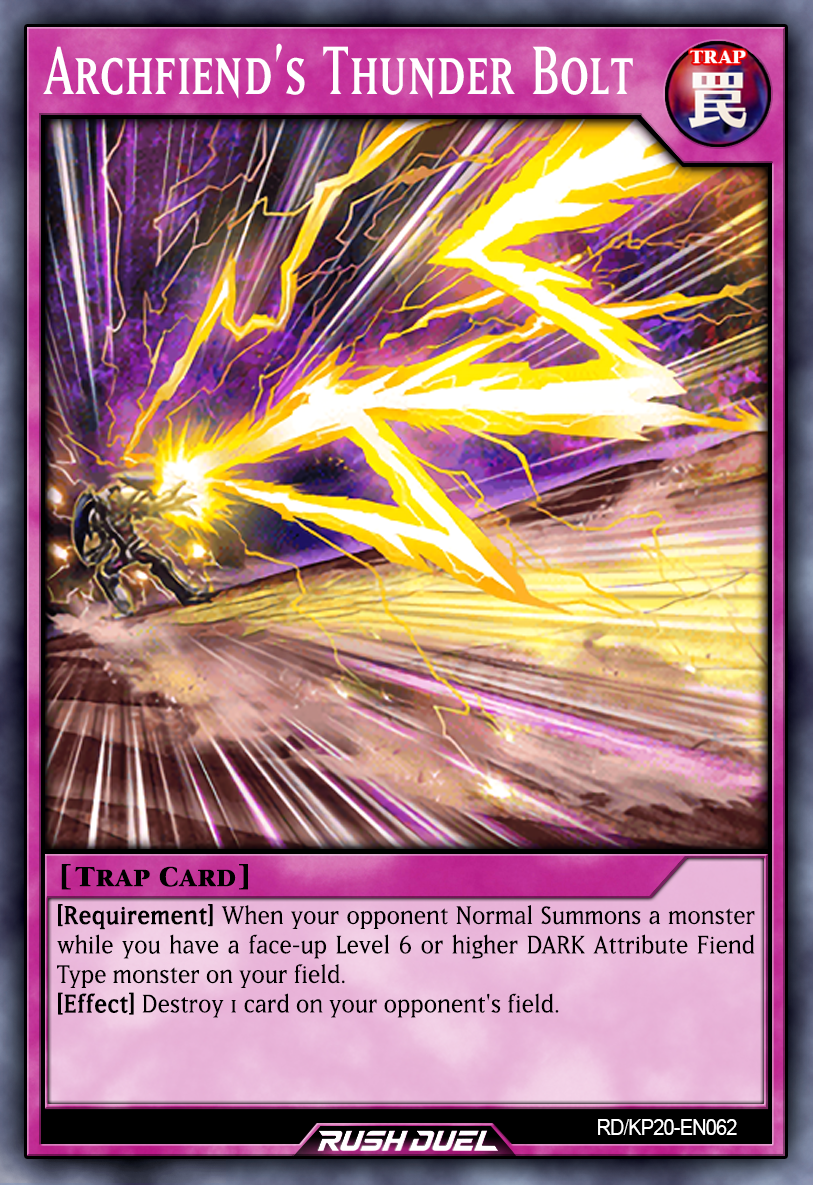 Archfiend's Thunder Bolt
TRAP
罠
[Trap Card]
[Requirement] When your opponent Normal Summons a monster
while you have a face-up Level 6 or higher DARK Attribute Fiend
Type monster on your field.
[Effect] Destroy 1 card on your opponent's field.
RD/KP20-EN062
RUSH DUEL